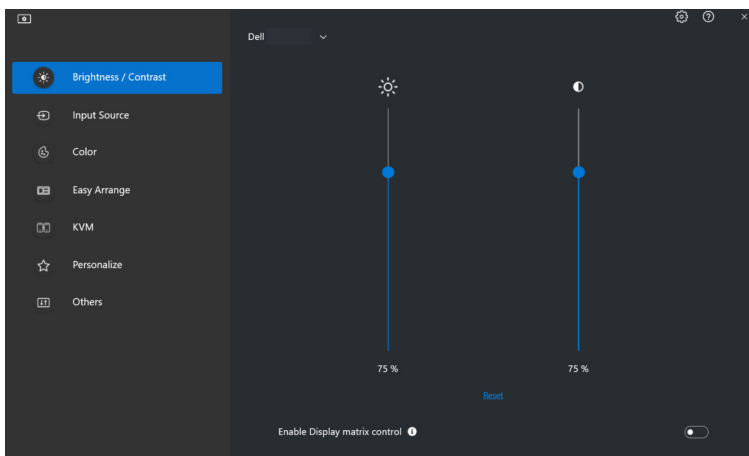 Dell
Brightness / Contrast
Input Source
Color
Easy Arrange
KVM
Personalize
Others
75 %
75 %
Reset
Enable Display matrix control